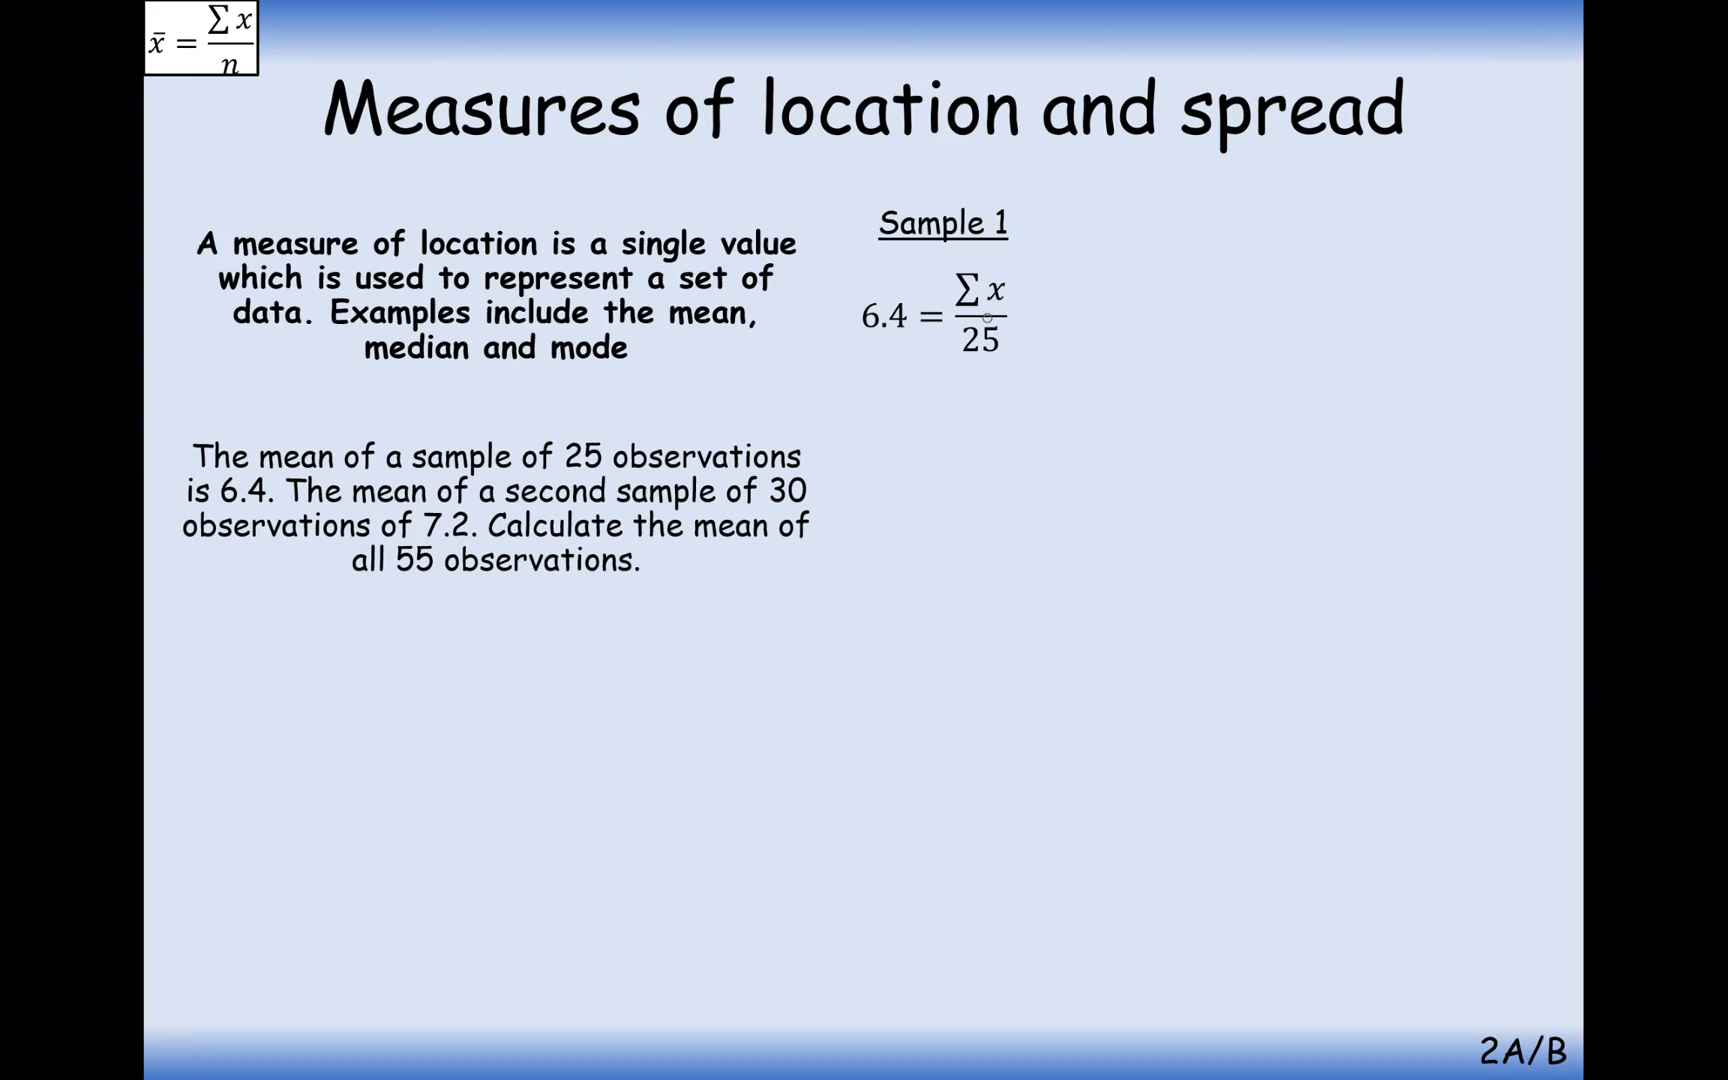 x̄ = ∑x / n
Measures of location and spread
A measure of location is a single value
which is used to represent a set of
data. Examples include the mean,
median and mode
The mean of a sample of 25 observations
is 6.4. The mean of a second sample of 30
observations of 7.2. Calculate the mean of
all 55 observations.
Sample 1
6.4 = ∑x / 25
2A/B